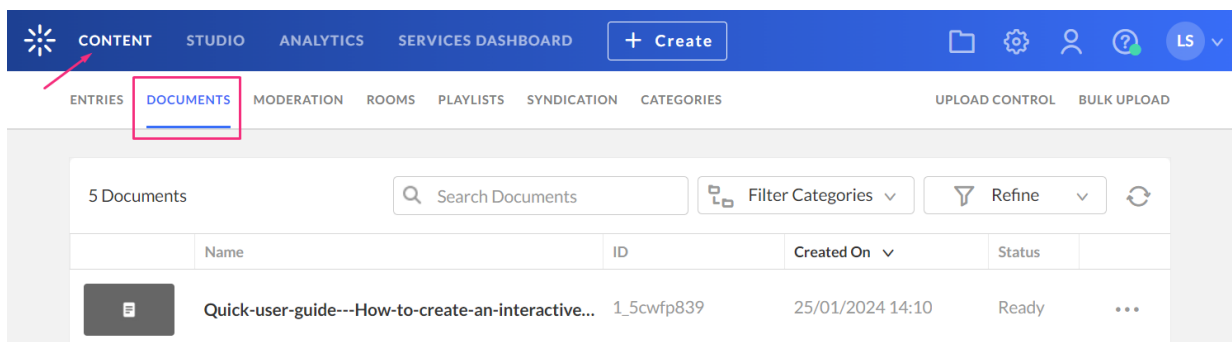 CONTENT STUDIO ANALYTICS SERVICES DASHBOARD + Create LS
ENTRIES DOCUMENTS MODERATION ROOMS PLAYLISTS SYNDICATION CATEGORIES UPLOAD CONTROL BULK UPLOAD
5 Documents Search Documents Filter Categories Refine
Name ID Created On Status
Quick-user-guide---How-to-create-an-interactive... 1_5cwfp839 25/01/2024 14:10 Ready